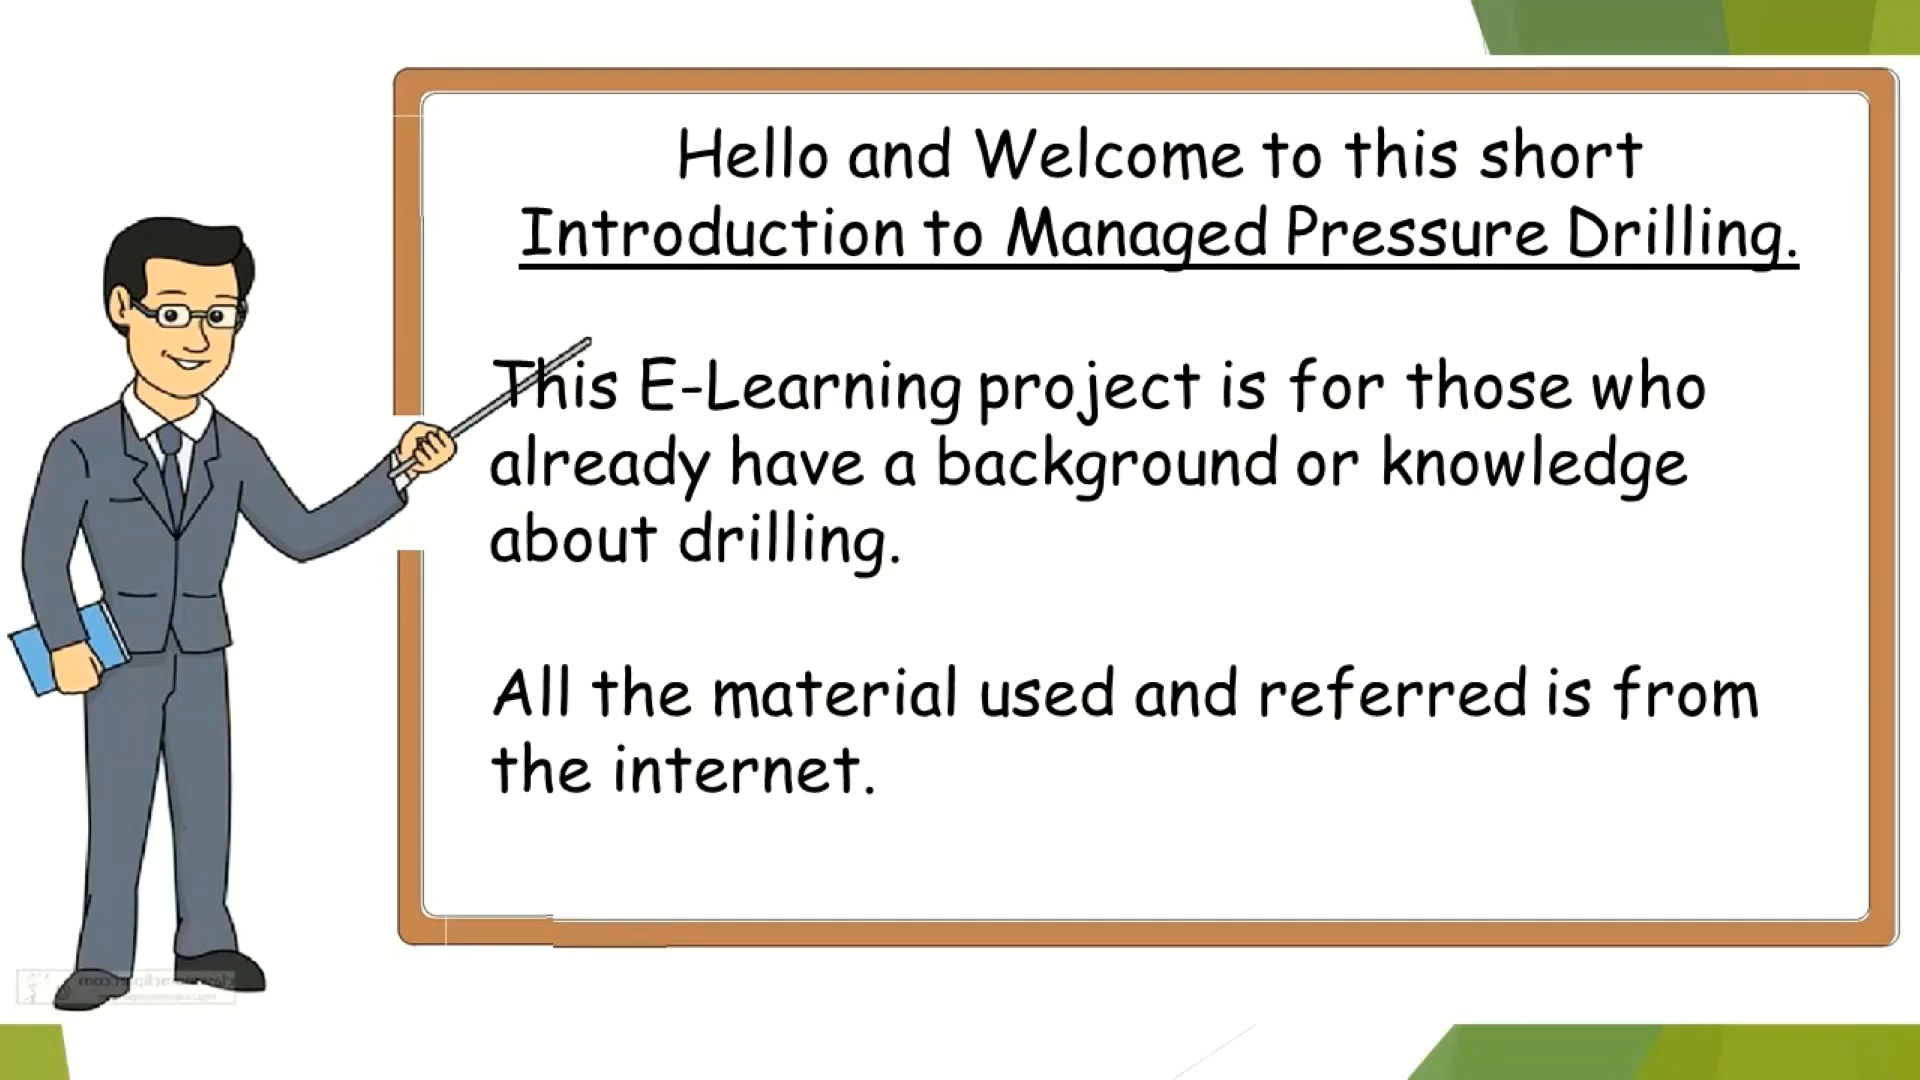 Hello and Welcome to this short
Introduction to Managed Pressure Drilling.
This E-Learning project is for those who
already have a background or knowledge
about drilling.
All the material used and referred is from
the internet.